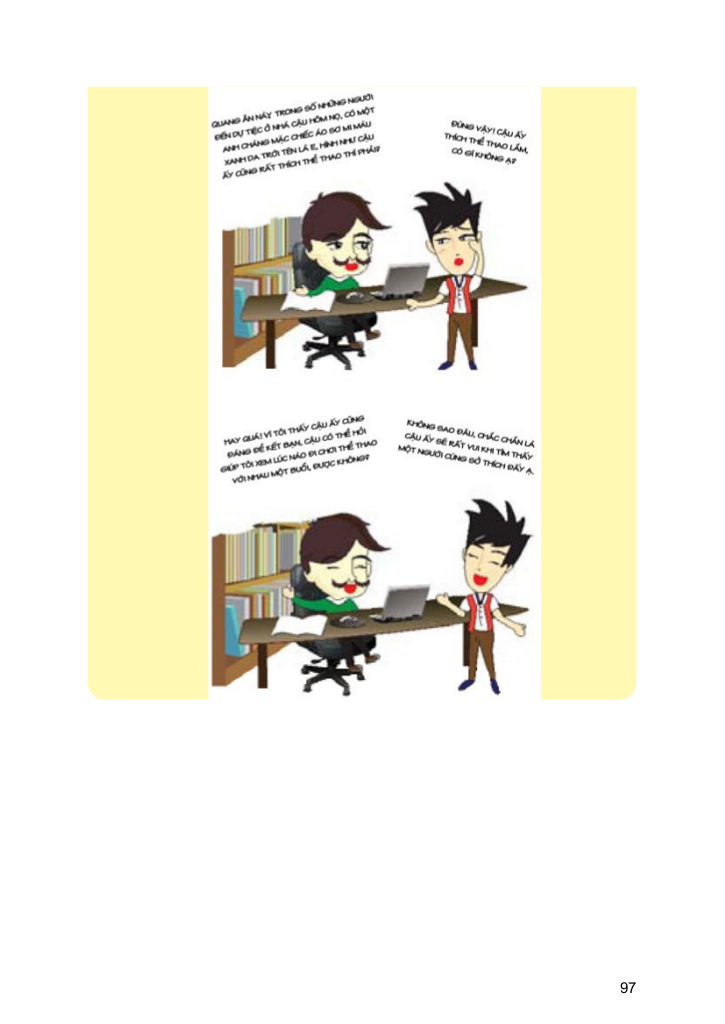 QUANG ÂN NÀY TRONG SỐ NHỮNG NGƯỜI
ĐẾN DỰ TIỆC Ở NHÀ CẬU HÔM NỌ, CÓ MỘT
ANH CHÀNG MẶC CHIẾC ÁO SƠ MI MÀU
XANH DA TRỜI TÊN LÀ E, HÌNH NHƯ CẬU
ẤY CŨNG RẤT THÍCH THỂ THAO THÌ PHẢI?
ĐÚNG VẬY! CẬU ẤY
THÍCH THỂ THAO LẮM,
CÓ GÌ KHÔNG Ạ?
HAY QUÁ! VÌ TÔI THẤY CẬU ẤY CŨNG
ĐÁNG ĐỂ KẾT BẠN, CẬU CÓ THỂ HỎI
GIÚP TÔI XEM LÚC NÀO ĐI CHƠI THỂ THAO
VỚI NHAU MỘT BUỔI, ĐƯỢC KHÔNG?
KHÔNG SAO ĐÂU, CHẮC CHẮN LÀ
CẬU ẤY SẼ RẤT VUI KHI TÌM THẤY
MỘT NGƯỜI CÙNG SỞ THÍCH ĐẤY Ạ.
97